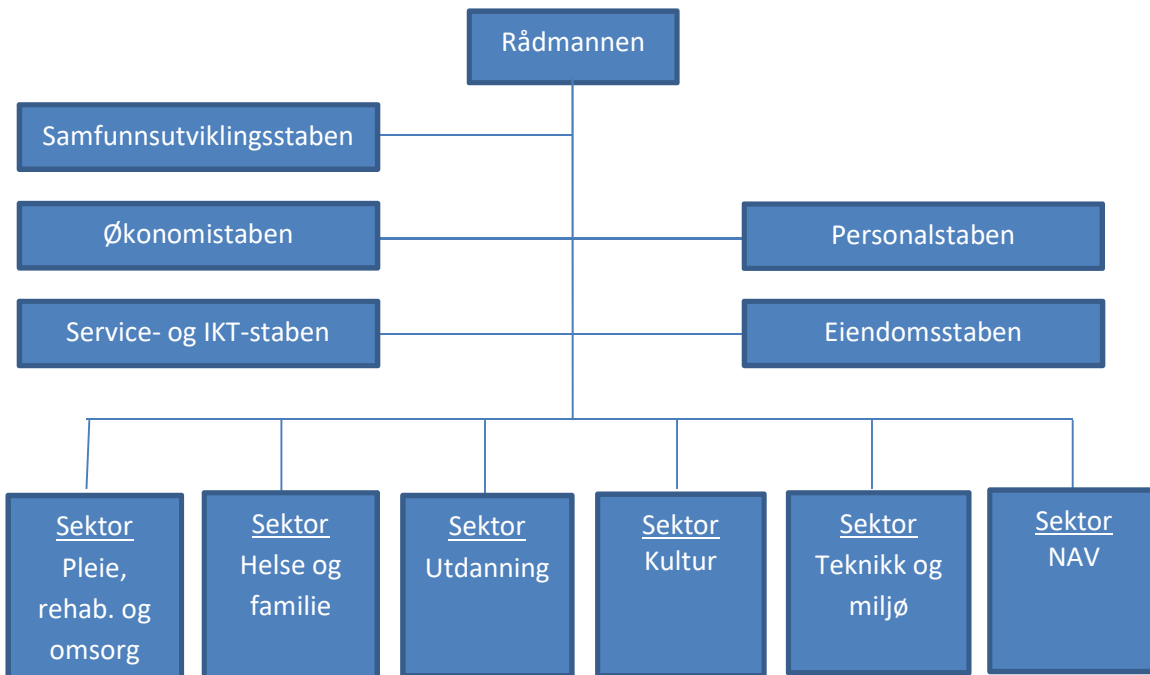 Rådmannen
Samfunnsutviklingsstaben
Økonomistaben
Personalstaben
Service- og IKT-staben
Eiendomsstaben
Sektor
Pleie,
rehab. og
omsorg
Sektor
Helse og
familie
Sektor
Utdanning
Sektor
Kultur
Sektor
Teknikk og
miljø
Sektor
NAV